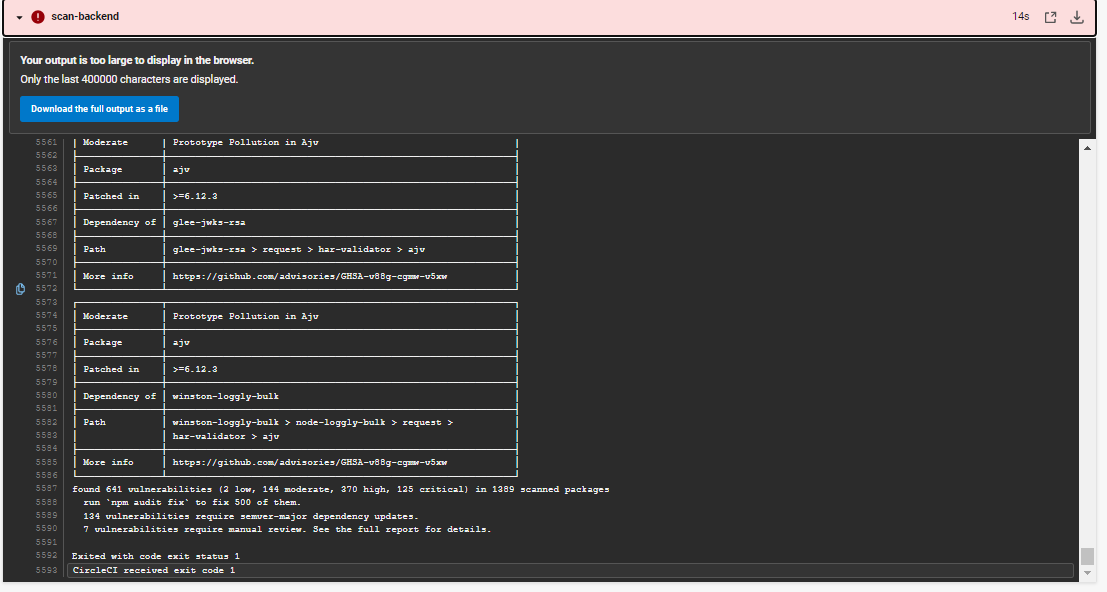 scan-backend 14s
Your output is too large to display in the browser.
Only the last 400000 characters are displayed.
Download the full output as a file
5561 | Moderate | Prototype Pollution in Ajv
5562
5563 | Package | ajv
5564
5565 | Patched in | >=6.12.3
5566
5567 | Dependency of | glee-jwks-rsa
5568
5569 | Path | glee-jwks-rsa > request > har-validator > ajv
5570
5571 | More info | https://github.com/advisories/GHSA-v88g-cgmw-v5xw
5572
5573
5574 | Moderate | Prototype Pollution in Ajv
5575
5576 | Package | ajv
5577
5578 | Patched in | >=6.12.3
5579
5580 | Dependency of | winston-loggly-bulk
5581
5582 | Path | winston-loggly-bulk > node-loggly-bulk > request >
5583 | har-validator > ajv
5584
5585 | More info | https://github.com/advisories/GHSA-v88g-cgmw-v5xw
5586
5587 found 641 vulnerabilities (2 low, 144 moderate, 370 high, 125 critical) in 1389 scanned packages
5588 run `npm audit fix` to fix 500 of them.
5589 134 vulnerabilities require semver-major dependency updates.
5590 7 vulnerabilities require manual review. See the full report for details.
5591
5592 Exited with code exit status 1
5593 CircleCI received exit code 1